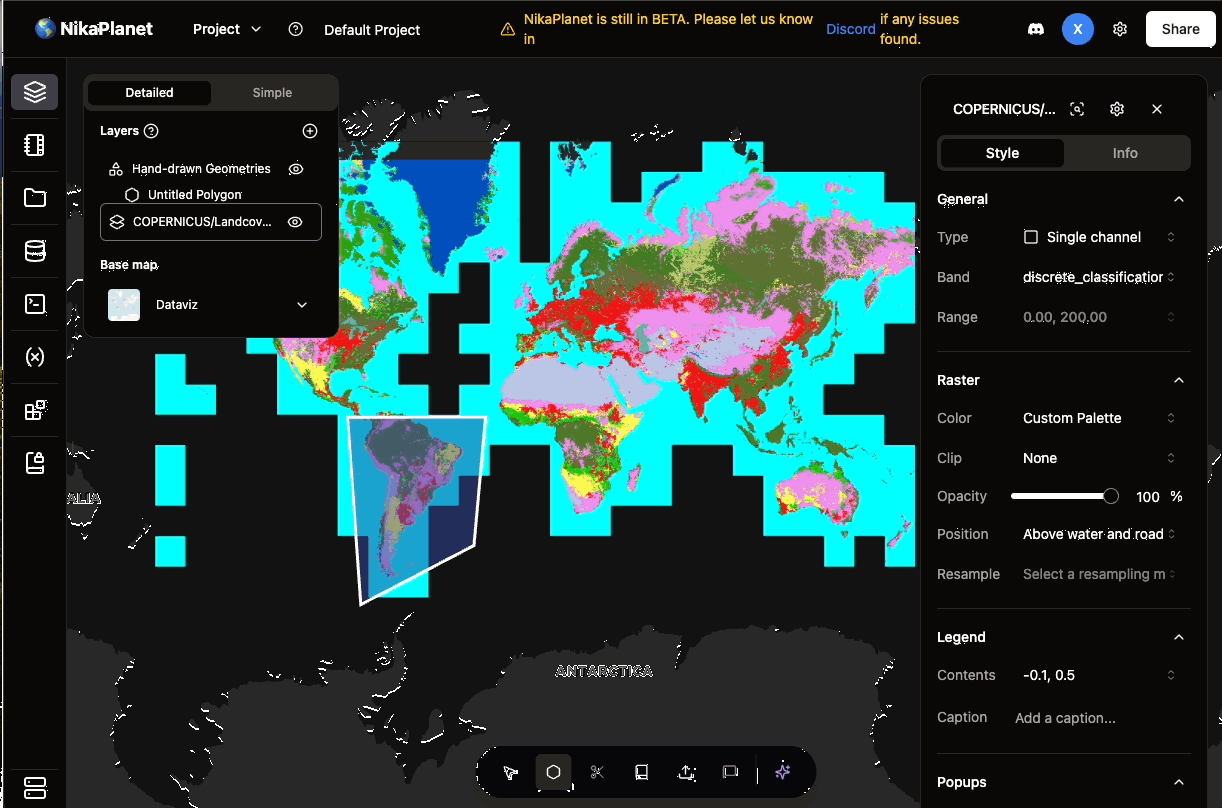 NikaPlanet
Project
Default Project
NikaPlanet is still in BETA. Please let us know in
Discord
if any issues found.
X
Share
Detailed
Simple
Layers
Hand-drawn Geometries
Untitled Polygon
COPERNICUS/Landcov...
Base map
Dataviz
ALIA
ANTARCTICA
COPERNICUS/...
Style
Info
General
Type
Single channel
Band
discrete_classification
Range
0.00, 200.00
Raster
Color
Custom Palette
Clip
None
Opacity
100 %
Position
Above water and road
Resample
Select a resampling m
Legend
Contents
-0.1, 0.5
Caption
Add a caption...
Popups